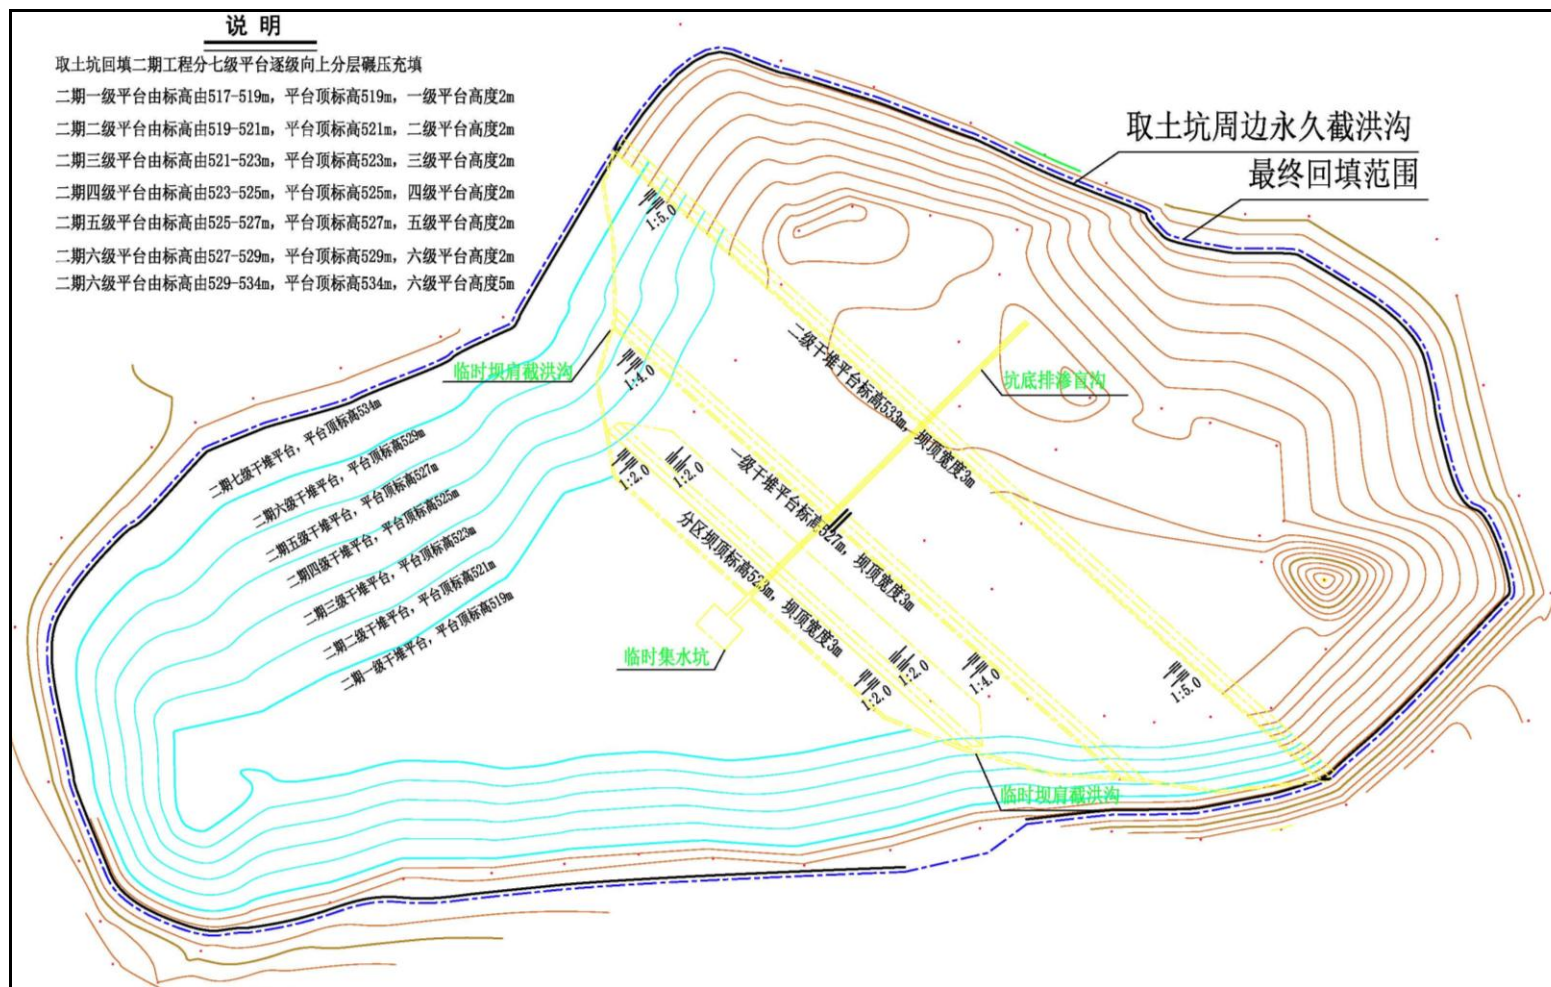 说 明
取土坑回填二期工程分七级平台逐级向上分层碾压充填
二期一级平台由标高由517-519m，平台顶标高519m，一级平台高度2m
二期二级平台由标高由519-521m，平台顶标高521m，二级平台高度2m
二期三级平台由标高由521-523m，平台顶标高523m，三级平台高度2m
二期四级平台由标高由523-525m，平台顶标高525m，四级平台高度2m
二期五级平台由标高由525-527m，平台顶标高527m，五级平台高度2m
二期六级平台由标高由527-529m，平台顶标高529m，六级平台高度2m
二期六级平台由标高由529-534m，平台顶标高534m，六级平台高度5m
取土坑周边永久截洪沟
最终回填范围
1:5.0
临时坝肩截洪沟
1:4.0
二级干堆平台标高533m，坝顶宽度3m
坑底排渗盲沟
二期七级干堆平台，平台顶标高534m
二期六级干堆平台，平台顶标高529m
二期五级干堆平台，平台顶标高527m
二期四级干堆平台，平台顶标高525m
二期三级干堆平台，平台顶标高523m
二期二级干堆平台，平台顶标高521m
二期一级干堆平台，平台顶标高519m
1:2.0
1:2.0
一级干堆平台标高527m，坝顶宽度3m
分区坝顶标高523m，坝顶宽度3m
临时集水坑
1:2.0
1:2.0
1:4.0
1:5.0
临时坝肩截洪沟